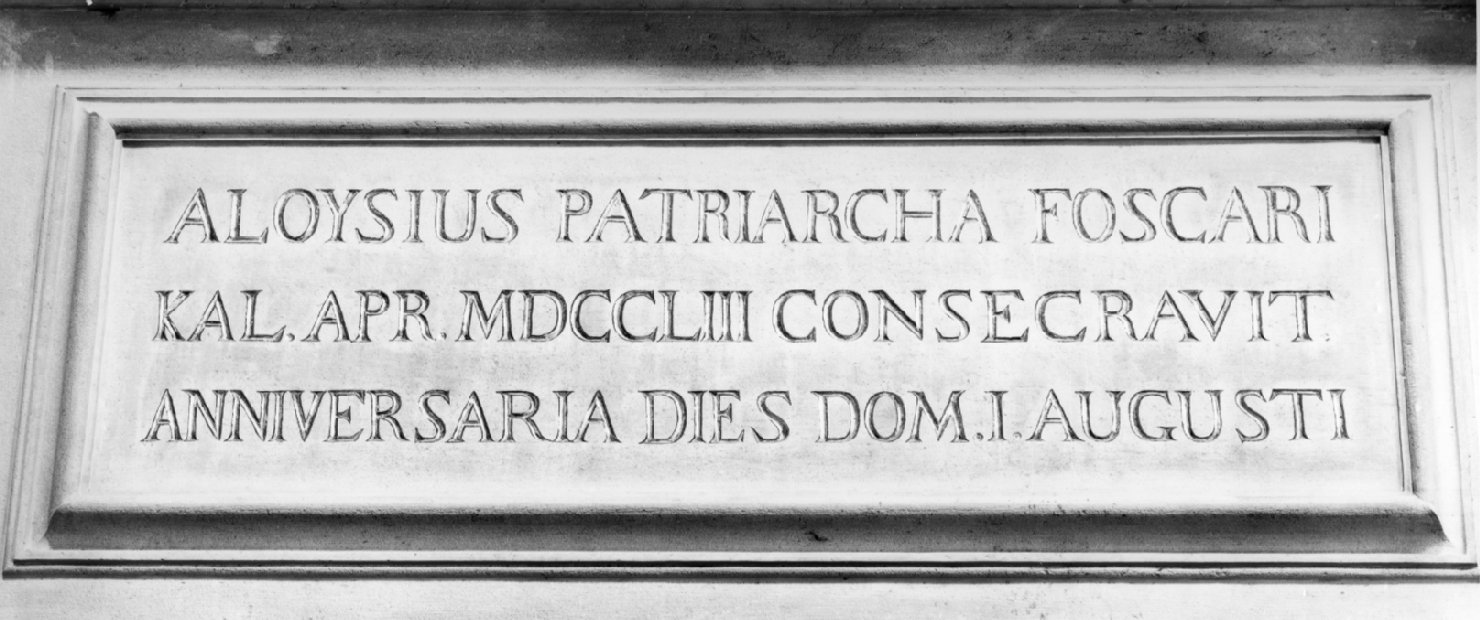 ALOYSIUS PATRIARCHA FOSCARI
KAL. APR. MDCCLIII CONSECRAVIT.
ANNIVERSARIA DIES DOM. I. AUGUSTI